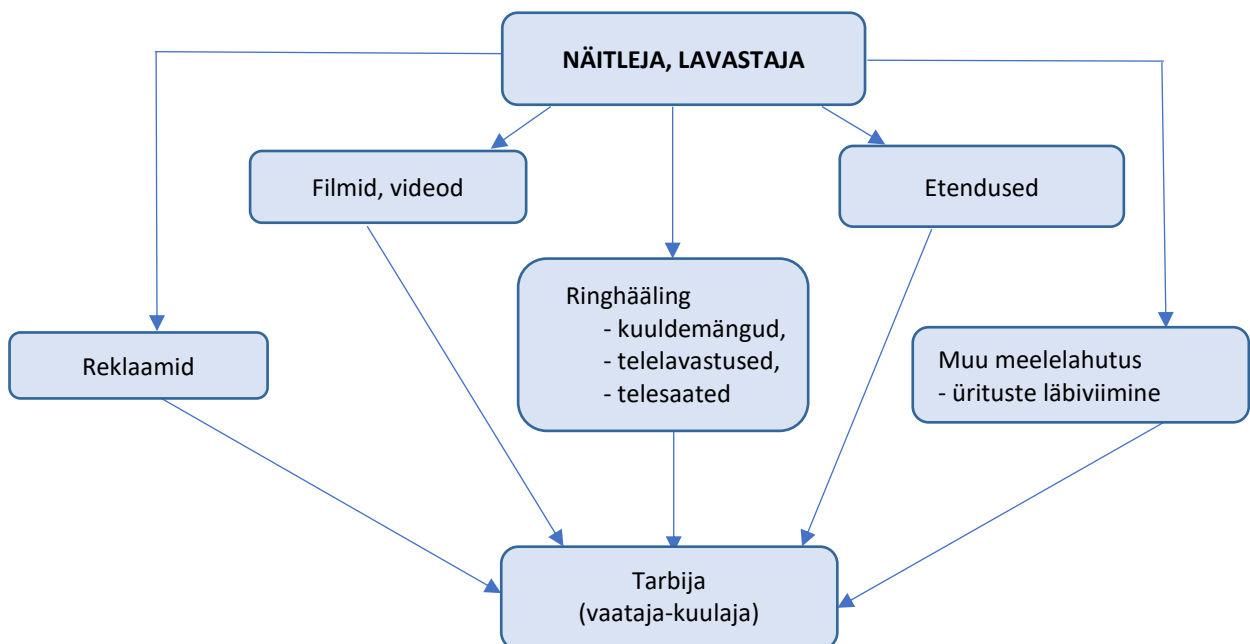 NÄITLEJA, LAVASTAJA
Filmid, videod
Etendused
Ringhääling
- kuuldemängud,
- telelavastused,
- telesaated
Reklaamid
Muu meelelahutus
- ürituste läbiviimine
Tarbija
(vaataja-kuulaja)